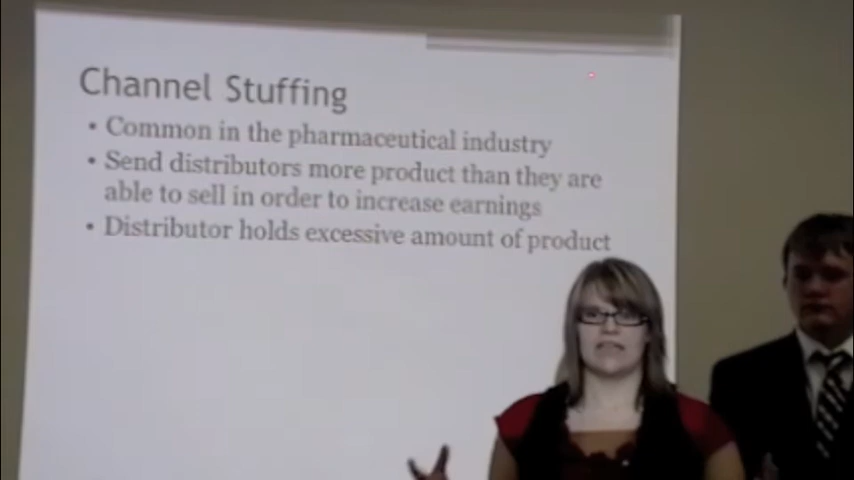 Channel Stuffing
• Common in the pharmaceutical industry
• Send distributors more product than they are
able to sell in order to increase earnings
• Distributor holds excessive amount of product